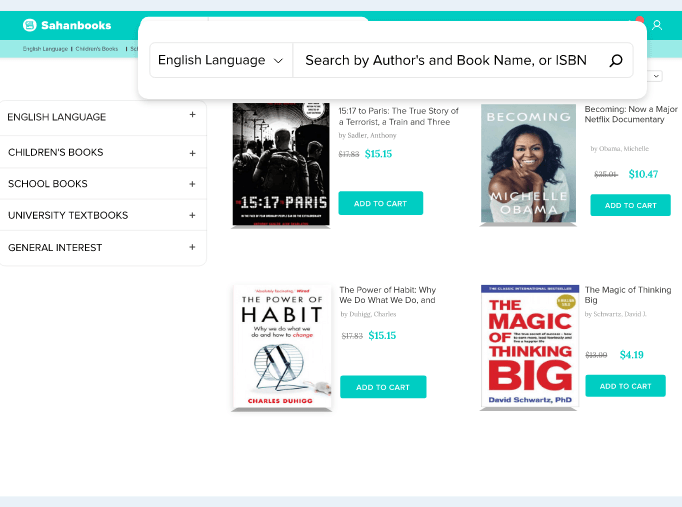 Sahanbooks
English Language | Children's Books | Sch
English Language
Search by Author's and Book Name, or ISBN
ENGLISH LANGUAGE +
CHILDREN'S BOOKS +
SCHOOL BOOKS +
UNIVERSITY TEXTBOOKS +
GENERAL INTEREST +
THE 15:17 TO PARIS
15:17 to Paris: The True Story of
a Terrorist, a Train and Three
by Sadler, Anthony
$17.83 $15.15
ADD TO CART
BECOMING
MICHELLE
OBAMA
Becoming: Now a Major
Netflix Documentary
by Obama, Michelle
$25.01 $10.47
ADD TO CART
'Absolutely fascinating' Wired
THE POWER OF
HABIT
Why we do what we
do and how to change
CHARLES DUHIGG
The Power of Habit: Why
We Do What We Do, and
by Duhigg, Charles
$17.83 $15.15
ADD TO CART
THE CLASSIC INTERNATIONAL BESTSELLER
THE
MAGIC
OF
THINKING
BIG
David Schwartz, PhD
The Magic of Thinking
Big
by Schwartz, David J.
$4.19
ADD TO CART